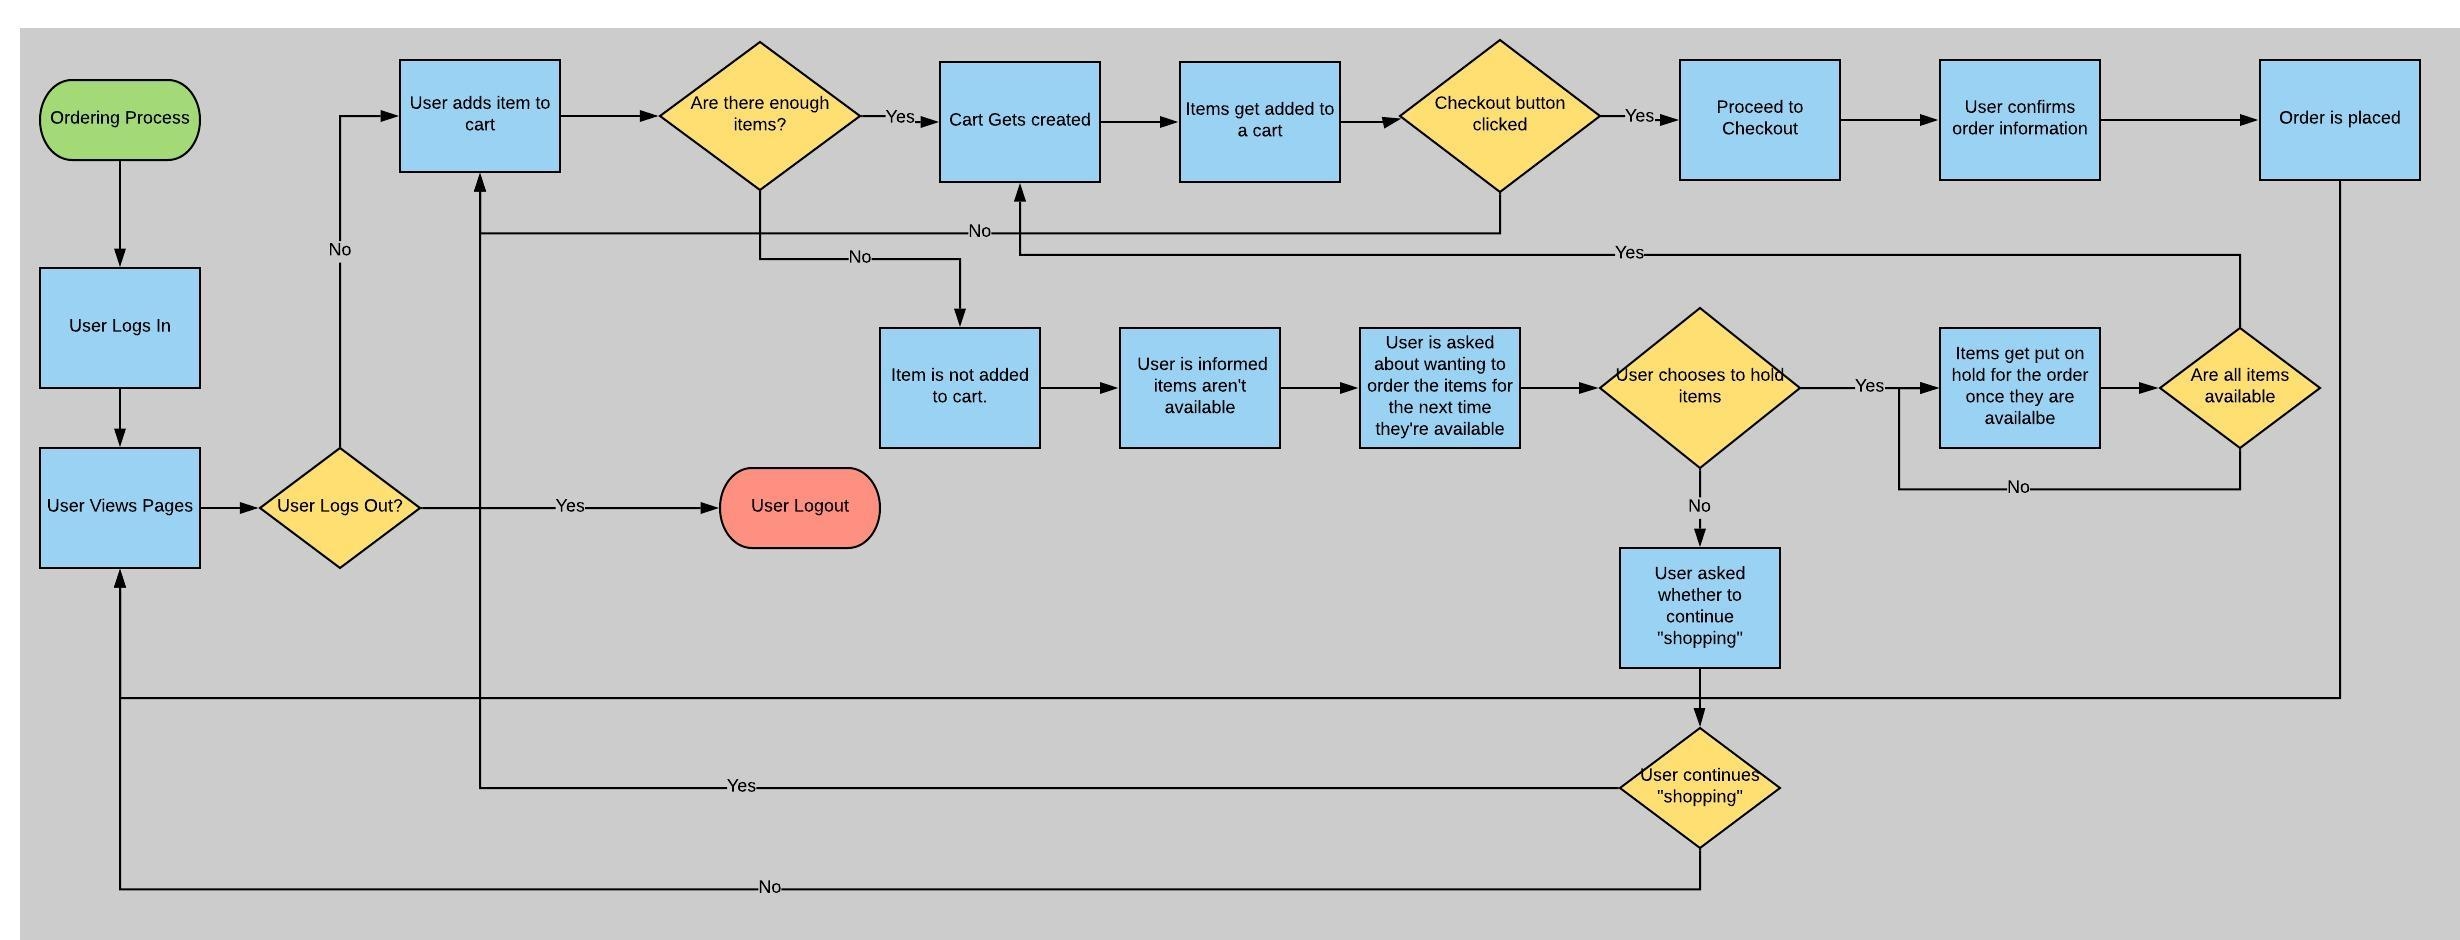 Ordering Process
User adds item to
cart
Are there enough
items?
Yes
Cart Gets created
Items get added to
a cart
Checkout button
clicked
Yes
Proceed to
Checkout
User confirms
order information
Order is placed
No
No
No
Yes
User Logs In
Item is not added
to cart.
User is informed
items aren't
available
User is asked
about wanting to
order the items for
the next time
they're available
User chooses to hold
items
Yes
Items get put on
hold for the order
once they are
availalbe
Are all items
available
No
User Views Pages
User Logs Out?
Yes
User Logout
No
User asked
whether to
continue
"shopping"
User continues
"shopping"
Yes
No